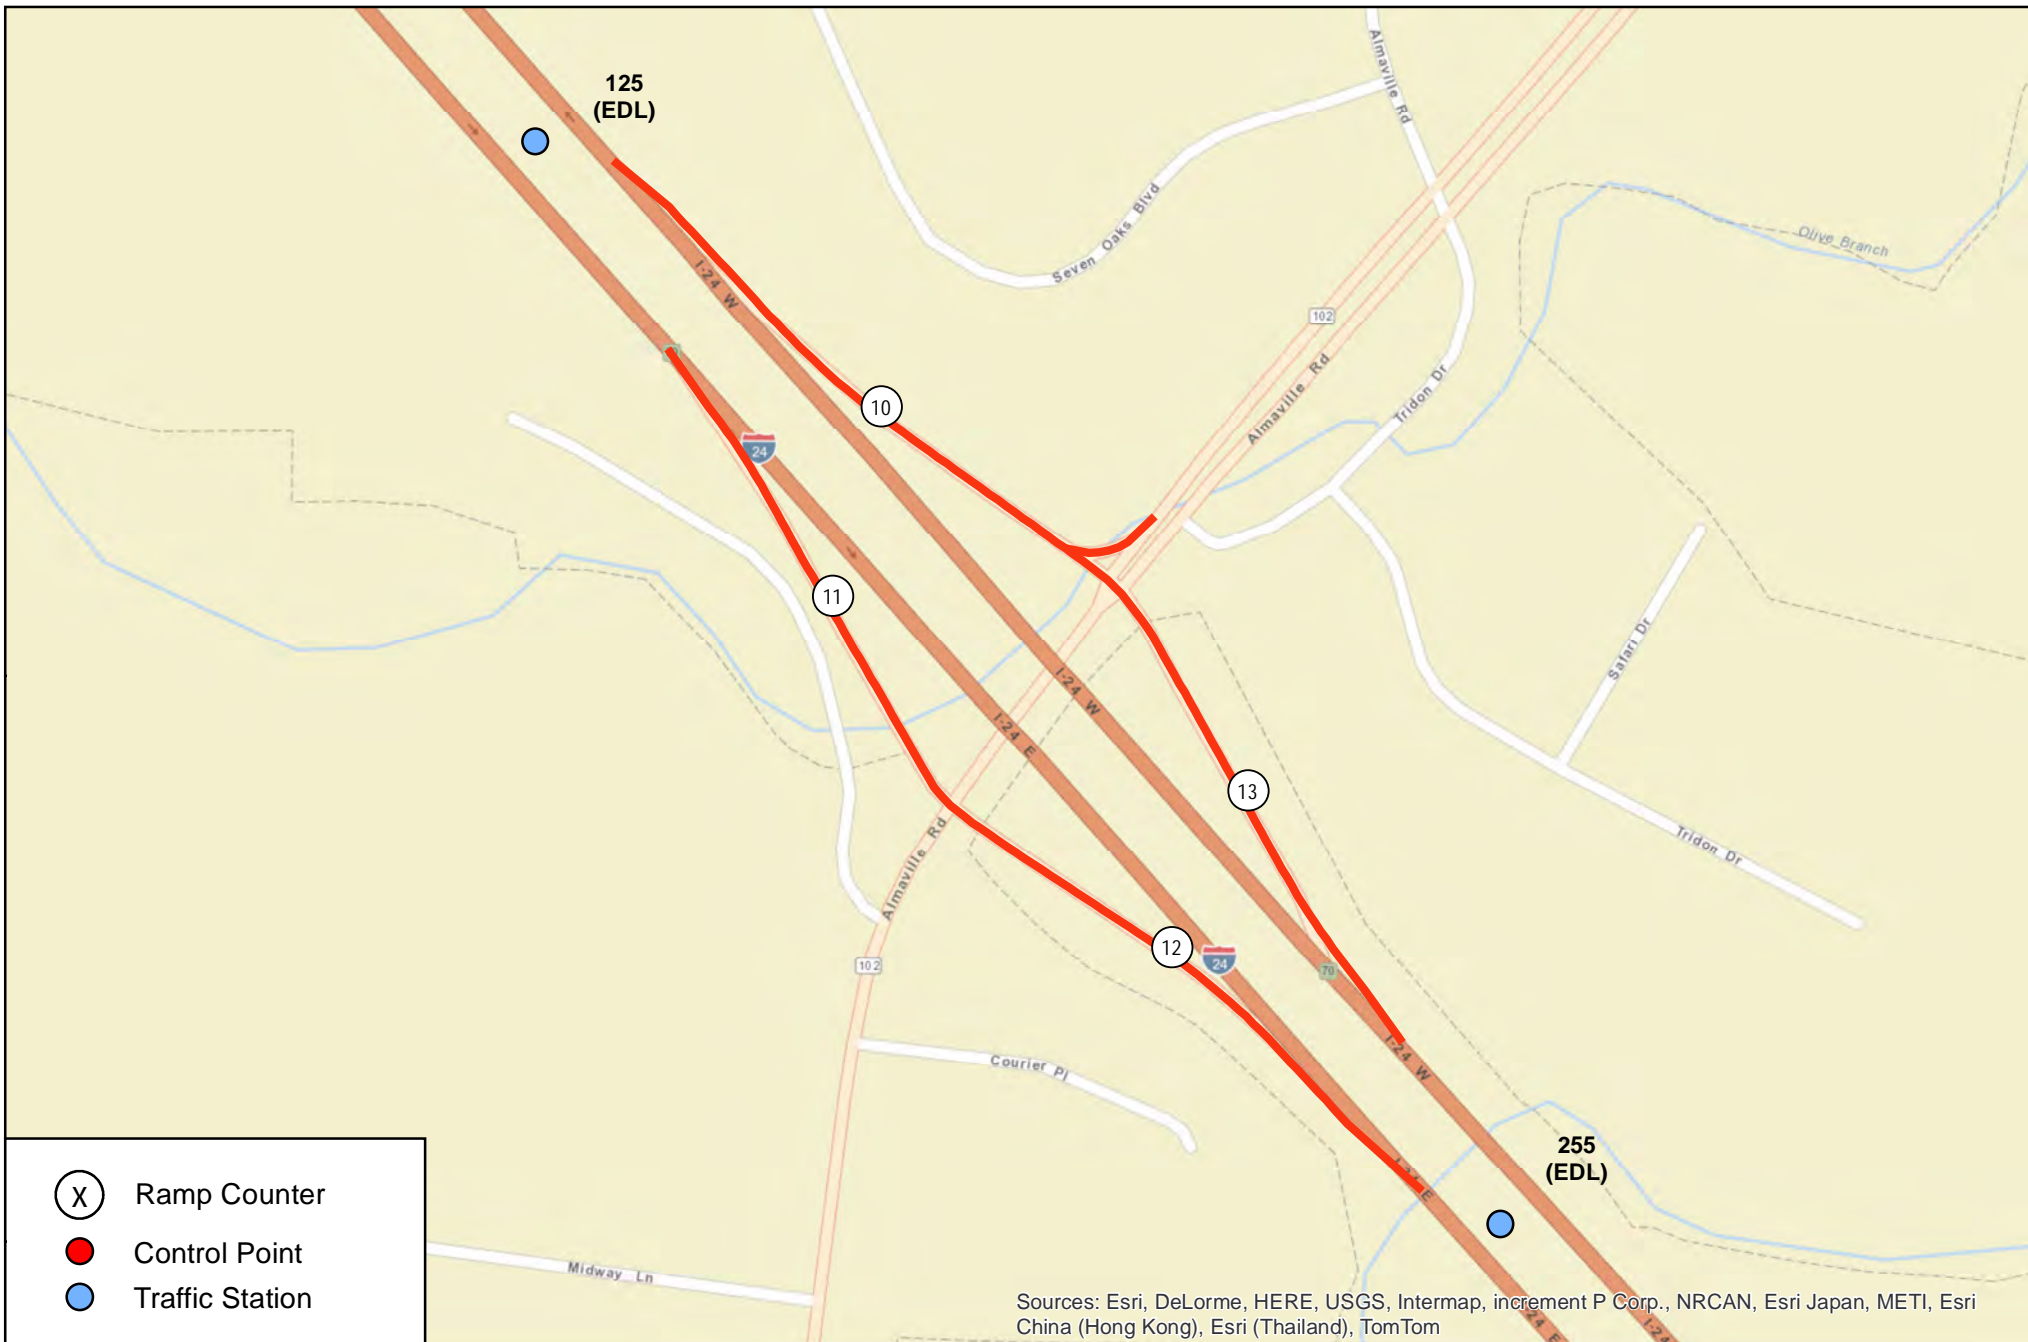 125
(EDL)
Almaville Rd
Seven Oaks Blvd
Olive Branch
I-24 W
102
Almaville Rd
Tridon Dr
10
24
11
Safari Dr
I-24 W
I-24 E
13
Almaville Rd
Tridon Dr
12
24
102
70
I-24 W
Courier Pl
255
(EDL)
I-24 E
X Ramp Counter
Control Point
Traffic Station
Midway Ln
24 E
I-24
Sources: Esri, DeLorme, HERE, USGS, Intermap, increment P Corp., NRCAN, Esri Japan, METI, Esri
China (Hong Kong), Esri (Thailand), TomTom